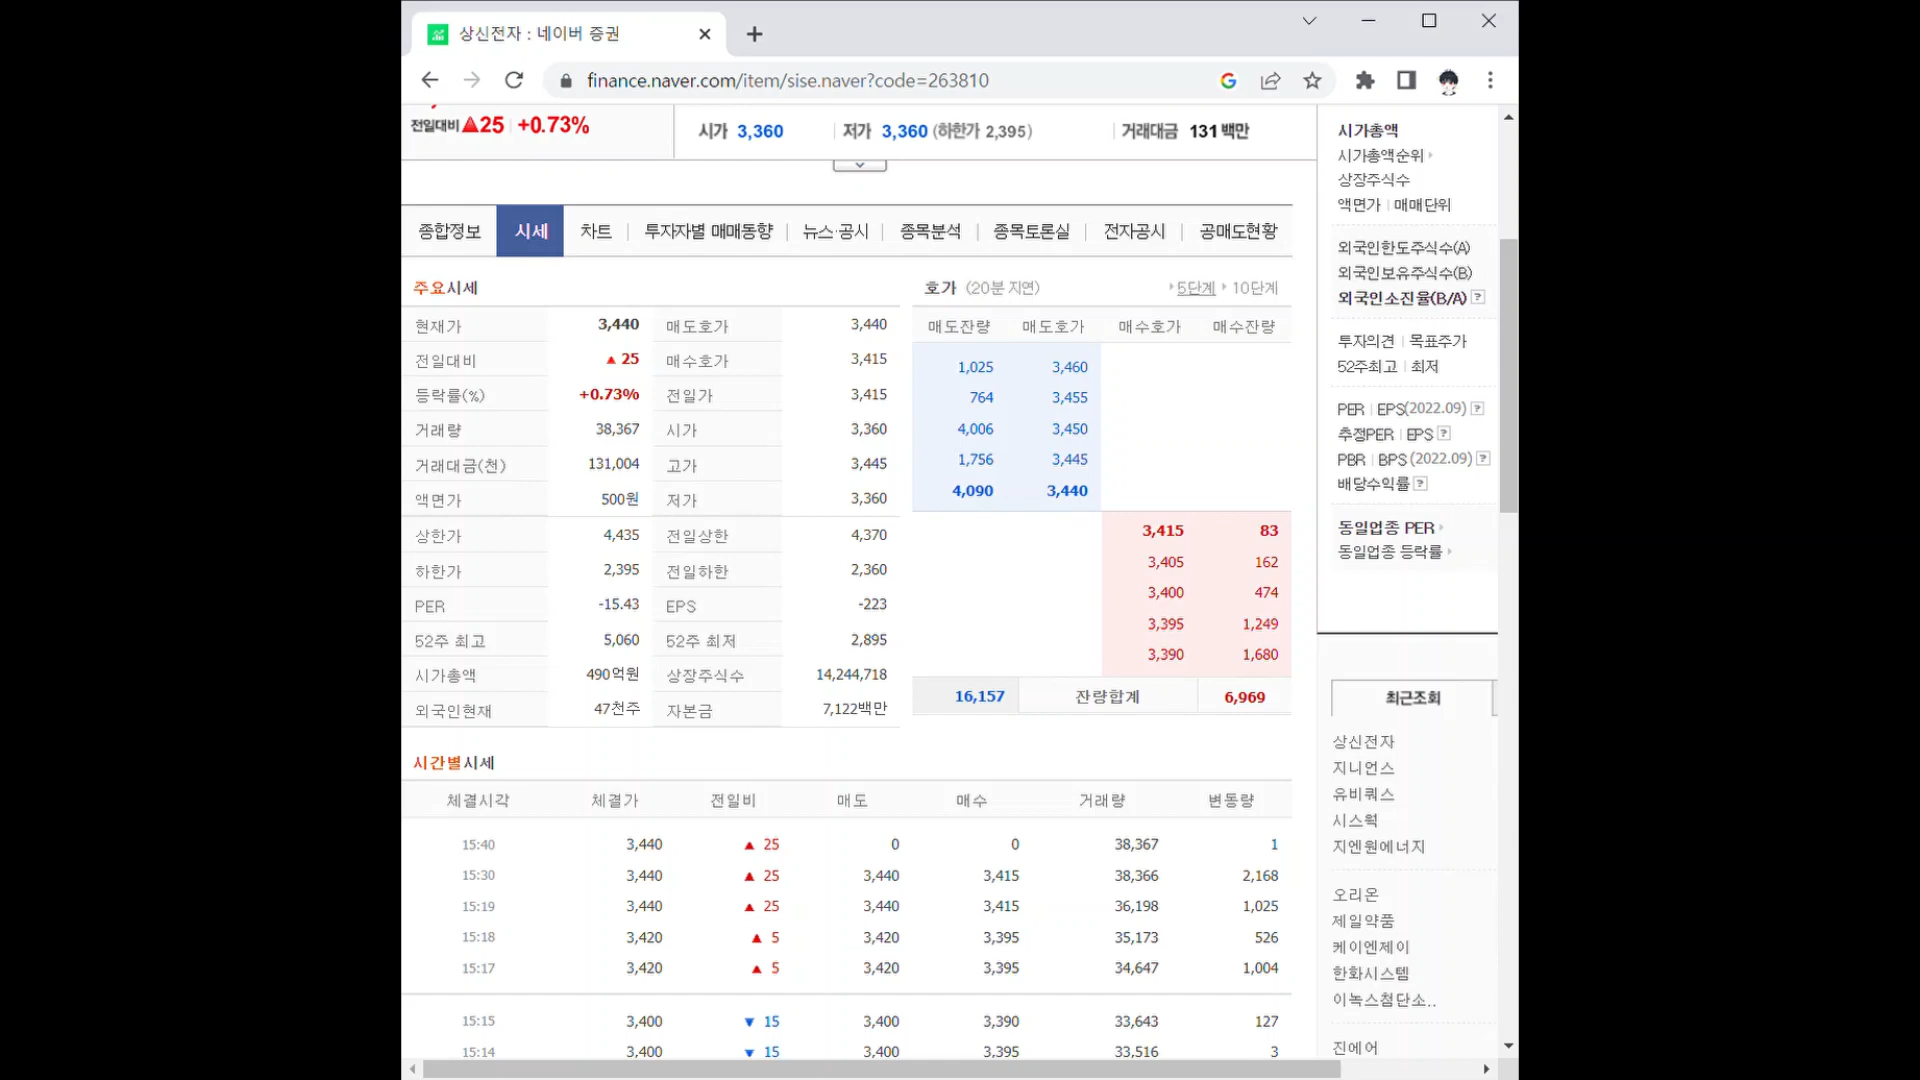 상신전자 : 네이버 증권
finance.naver.com/item/sise.naver?code=263810
전일대비 ▲25 +0.73%
시가 3,360 저가 3,360 (하한가 2,395) 거래대금 131 백만
종합정보 시세 차트 투자자별 매매동향 뉴스·공시 종목분석 종목토론실 전자공시 공매도현황
주요시세
현재가 3,440 매도호가 3,440
전일대비 ▲ 25 매수호가 3,415
등락률(%) +0.73% 전일가 3,415
거래량 38,367 시가 3,360
거래대금(천) 131,004 고가 3,445
액면가 500원 저가 3,360
상한가 4,435 전일상한 4,370
하한가 2,395 전일하한 2,360
PER -15.43 EPS -223
52주 최고 5,060 52주 최저 2,895
시가총액 490억원 상장주식수 14,244,718
외국인현재 47천주 자본금 7,122백만
호가 (20분 지연) 5단계 10단계
매도잔량 매도호가 매수호가 매수잔량
1,025 3,460
764 3,455
4,006 3,450
1,756 3,445
4,090 3,440
3,415 83
3,405 162
3,400 474
3,395 1,249
3,390 1,680
16,157 잔량합계 6,969
시간별시세
체결시각 체결가 전일비 매도 매수 거래량 변동량
15:40 3,440 ▲ 25 0 0 38,367 1
15:30 3,440 ▲ 25 3,440 3,415 38,366 2,168
15:19 3,440 ▲ 25 3,440 3,415 36,198 1,025
15:18 3,420 ▲ 5 3,420 3,395 35,173 526
15:17 3,420 ▲ 5 3,420 3,395 34,647 1,004
15:15 3,400 ▼ 15 3,400 3,390 33,643 127
15:14 3,400 ▼ 15 3,400 3,395 33,516 3
시가총액
시가총액순위
상장주식수
액면가 | 매매단위
외국인한도주식수(A)
외국인보유주식수(B)
외국인소진율(B/A) ?
투자의견 | 목표주가
52주최고 | 최저
PER | EPS(2022.09) ?
추정PER | EPS ?
PBR | BPS (2022.09) ?
배당수익률 ?
동일업종 PER
동일업종 등락률
최근조회
상신전자
지니언스
유비쿼스
시스웍
지엔원에너지
오리온
제일약품
케이엔제이
한화시스템
이녹스첨단소..
진에어